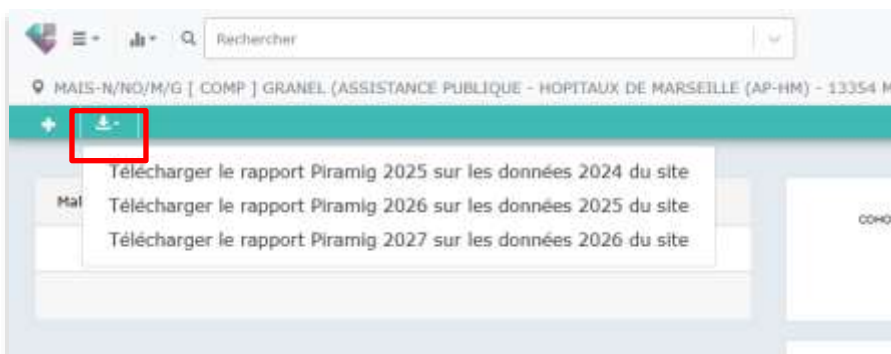 Rechercher
MAIS-N/NO/M/G [ COMP ] GRANEL (ASSISTANCE PUBLIQUE - HOPITAUX DE MARSEILLE (AP-HM) - 13354 M
Télécharger le rapport Piramig 2025 sur les données 2024 du site
Mal
Télécharger le rapport Piramig 2026 sur les données 2025 du site
COHO
Télécharger le rapport Piramig 2027 sur les données 2026 du site